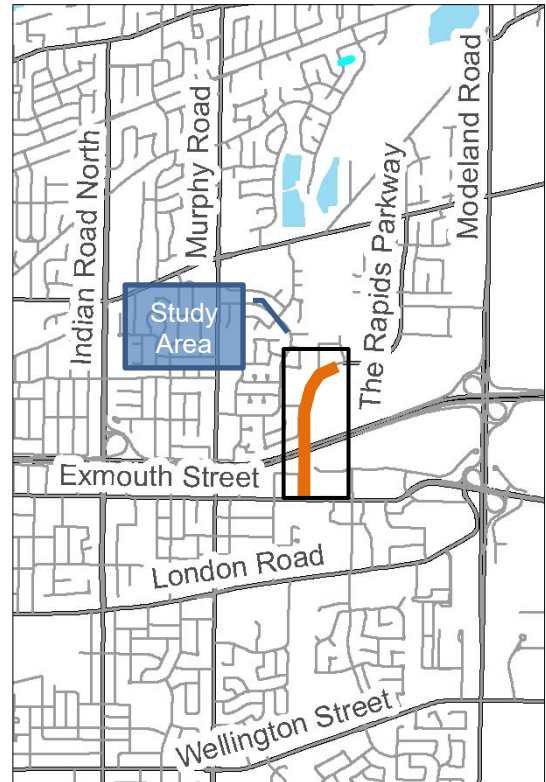 Indian Road North
Murphy Road
Modeland Road
The Rapids Parkway
Study
Area
Exmouth Street
London Road
Wellington Street